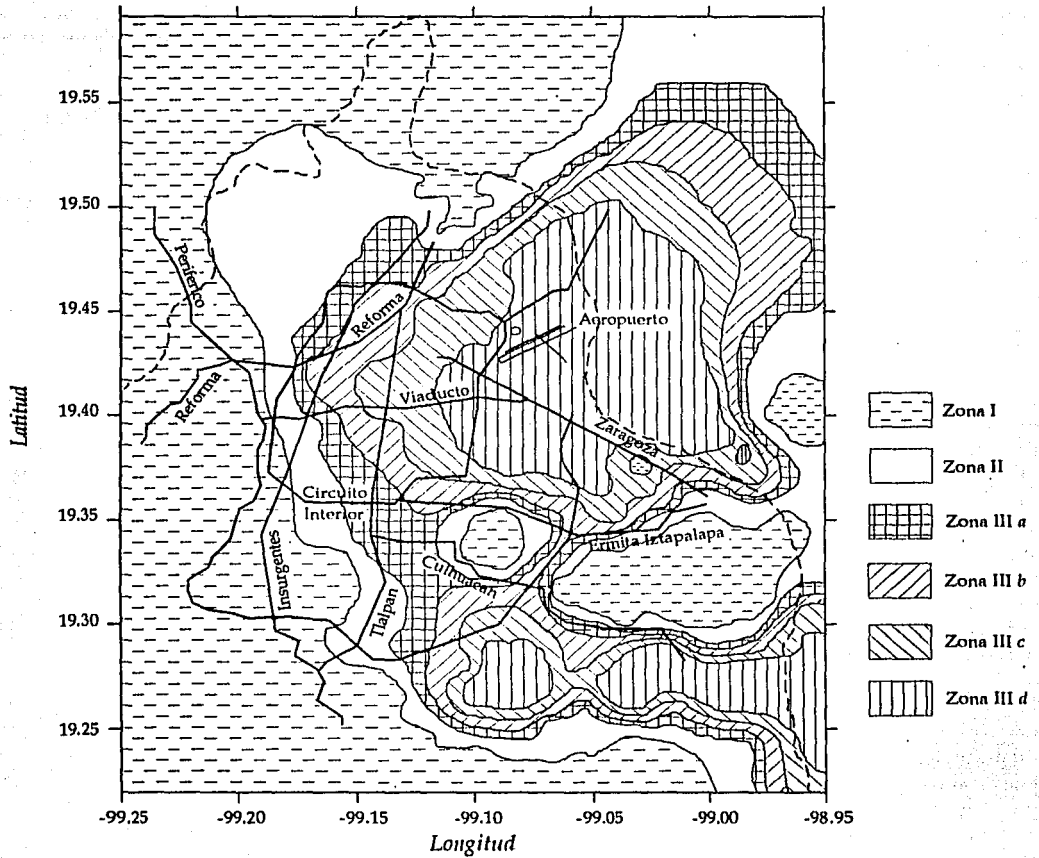 19.55
19.50
19.45
19.40
19.35
19.30
19.25
Latitud
-99.25
-99.20
-99.15
-99.10
-99.05
-99.00
-98.95
Longitud
Periferico
Reforma
Reforma
Aeropuerto
Viaducto
Zaragoza
Circuito
Interior
Ermita Iztapalapa
Culhuacan
Insurgentes
Tlalpan
Zona I
Zona II
Zona III a
Zona III b
Zona III c
Zona III d